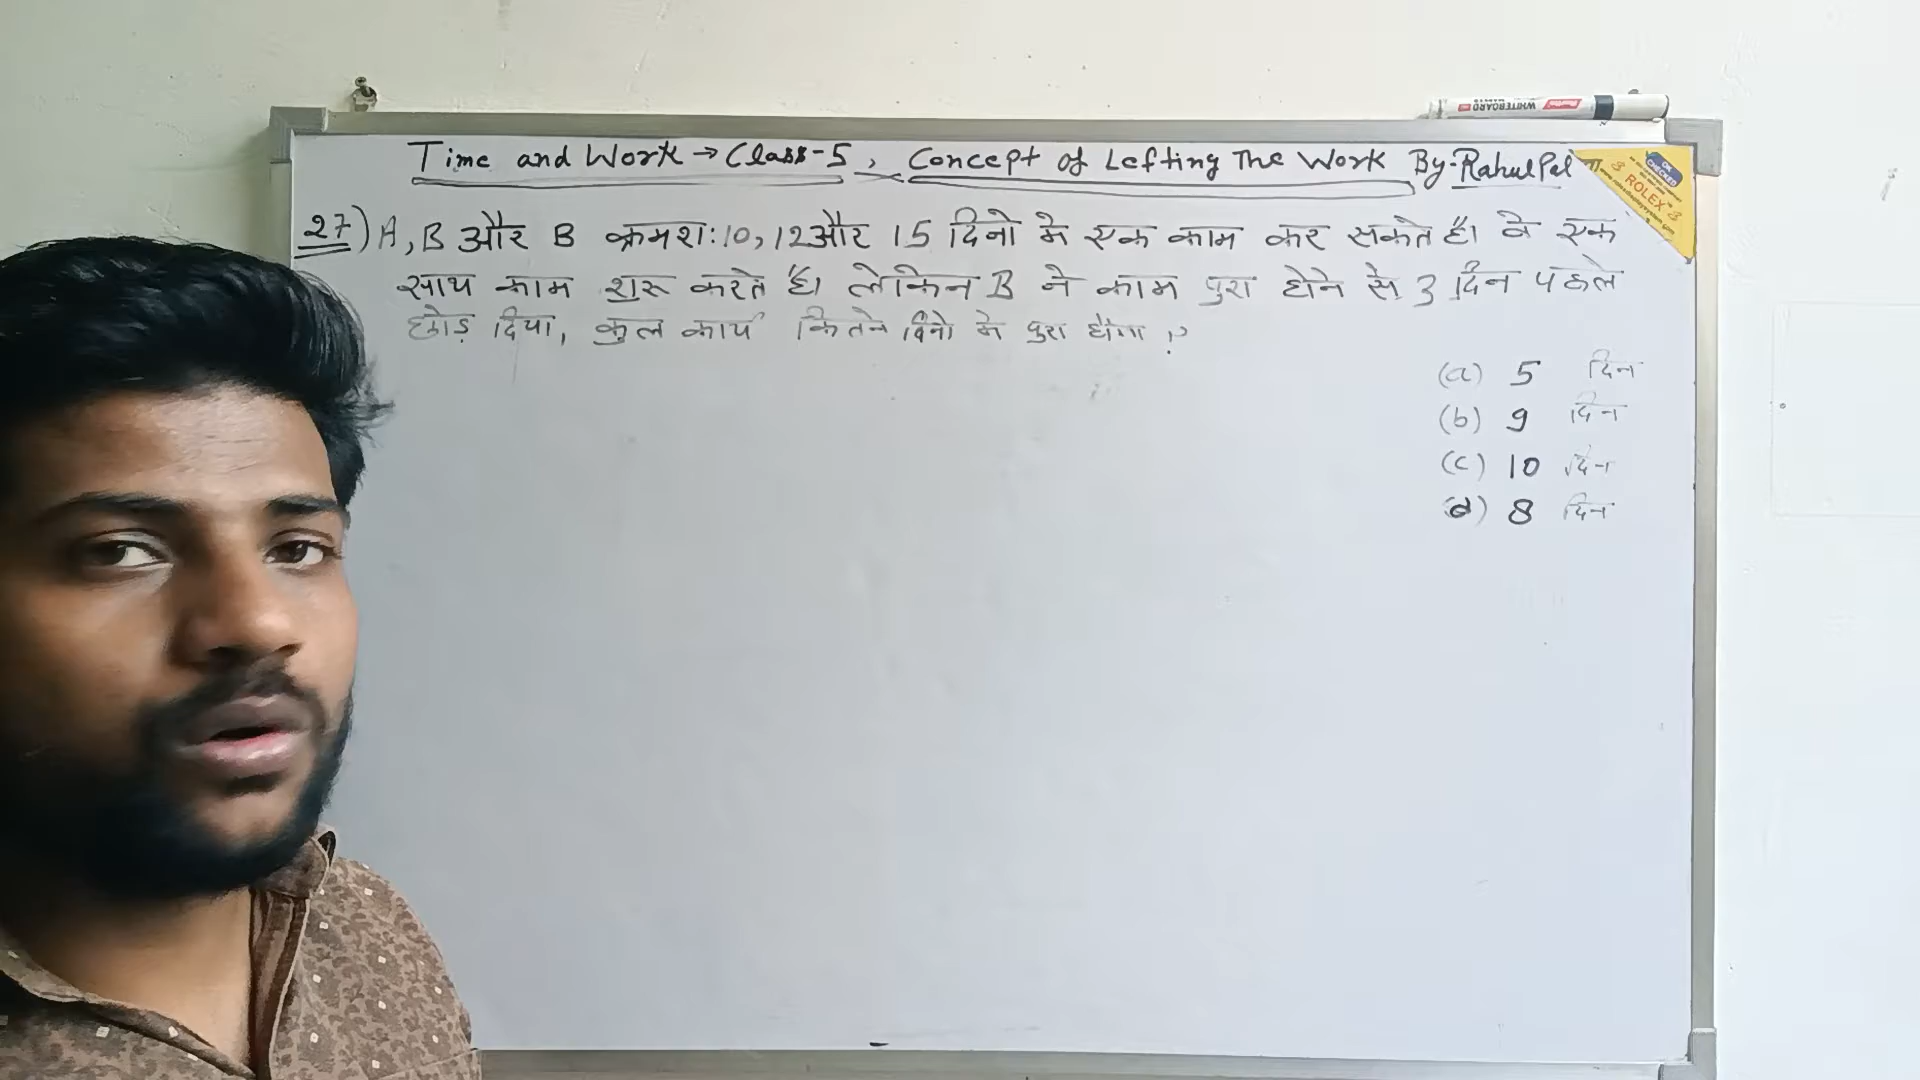 Time and Work → Class-5, Concept of Lefting The Work By-Rahul Pal
27) A, B और B क्रमश: 10, 12 और 15 दिनो मे एक काम कर सकते है। वे एक
साथ काम शुरू करते है। लेकिन B ने काम पुरा होने से 3 दिन पहले
छोड़ दिया, कुल कार्य कितने दिनो मे पुरा होगा ?
(a) 5 दिन
(b) 9 दिन
(c) 10 दिन
(d) 8 दिन
WHITEBOARD
ROLEX
CHECKED